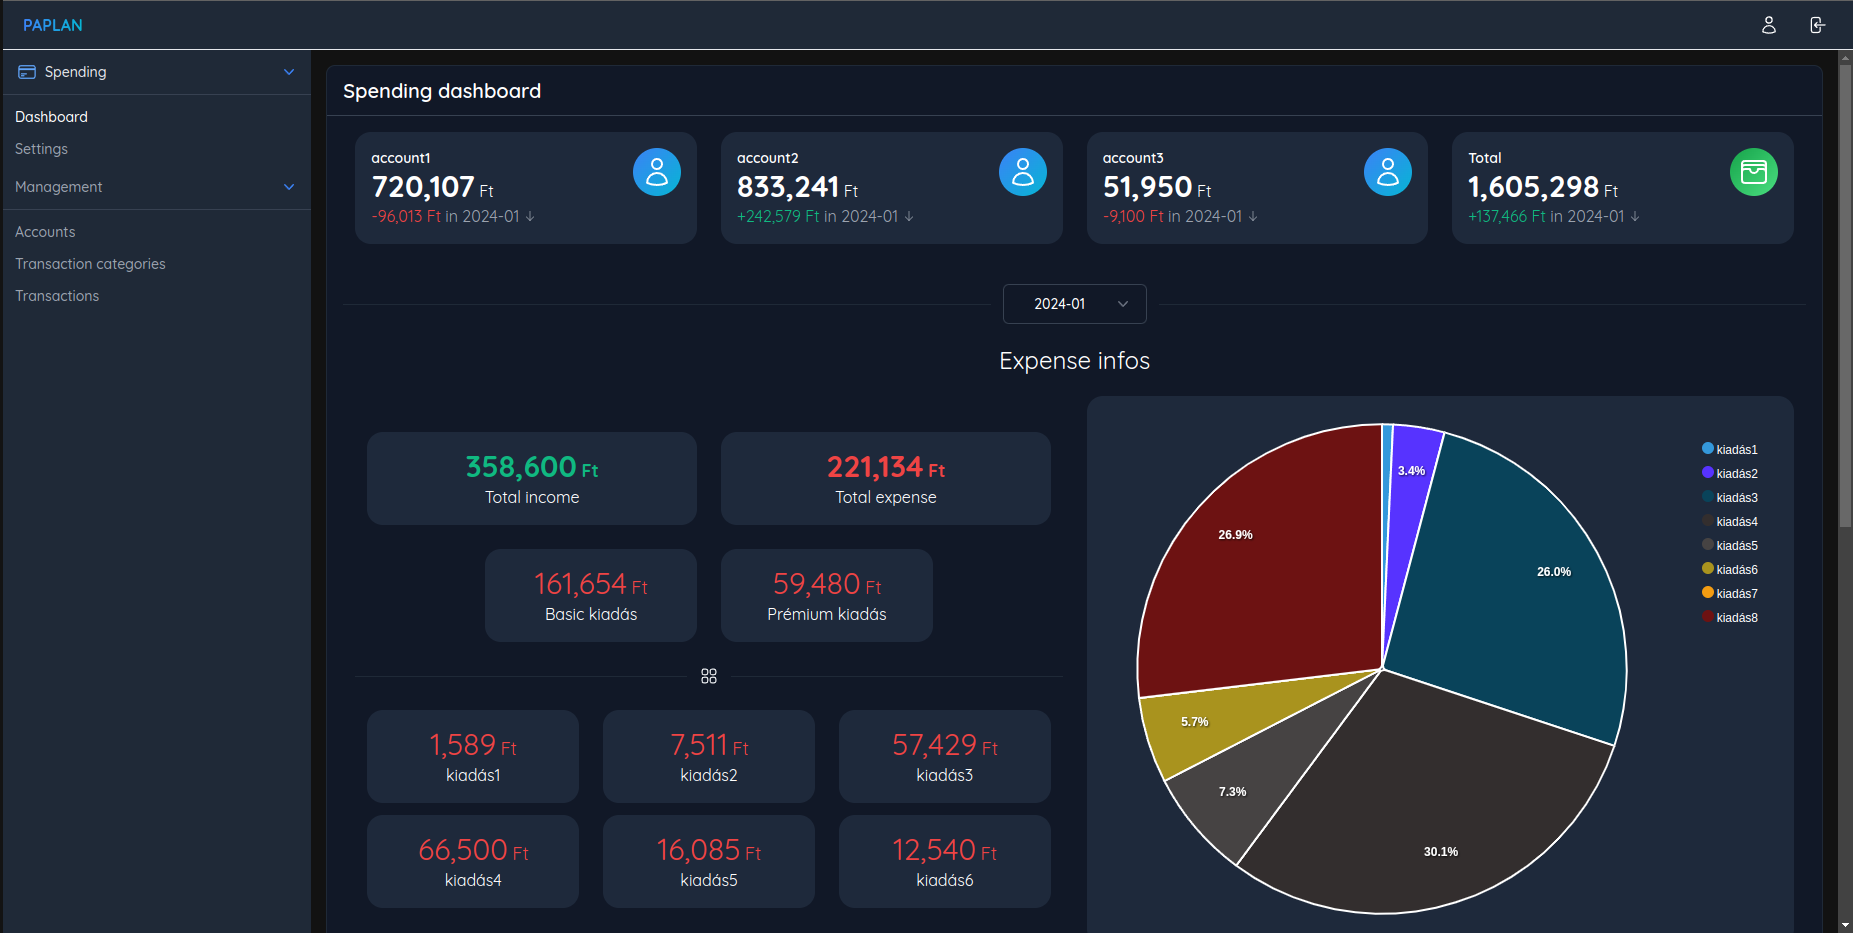 PAPLAN
Spending
Dashboard
Settings
Management
Accounts
Transaction categories
Transactions
Spending dashboard
account1
720,107 Ft
-96,013 Ft in 2024-01 ↓
account2
833,241 Ft
+242,579 Ft in 2024-01 ↓
account3
51,950 Ft
-9,100 Ft in 2024-01 ↓
Total
1,605,298 Ft
+137,466 Ft in 2024-01 ↓
2024-01
Expense infos
358,600 Ft
Total income
221,134 Ft
Total expense
161,654 Ft
Basic kiadás
59,480 Ft
Prémium kiadás
1,589 Ft
kiadás1
7,511 Ft
kiadás2
57,429 Ft
kiadás3
66,500 Ft
kiadás4
16,085 Ft
kiadás5
12,540 Ft
kiadás6
3.4%
26.0%
30.1%
7.3%
5.7%
26.9%
kiadás1
kiadás2
kiadás3
kiadás4
kiadás5
kiadás6
kiadás7
kiadás8